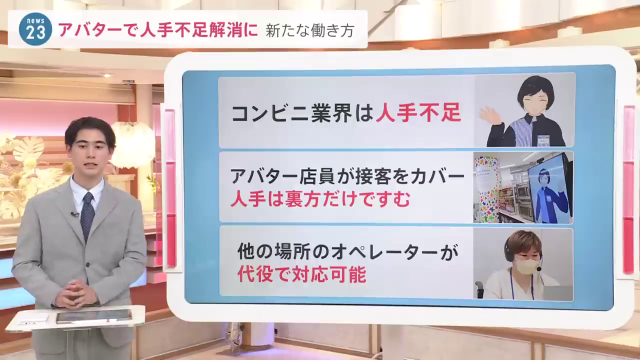 news
23
アバターで人手不足解消に 新たな働き方
コンビニ業界は人手不足
アバター店員が接客をカバー
人手は裏方だけですむ
他の場所のオペレーターが
代役で対応可能